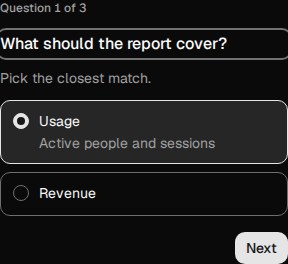 Question 1 of 3
What should the report cover?
Pick the closest match.
Usage
Active people and sessions
Revenue
Next